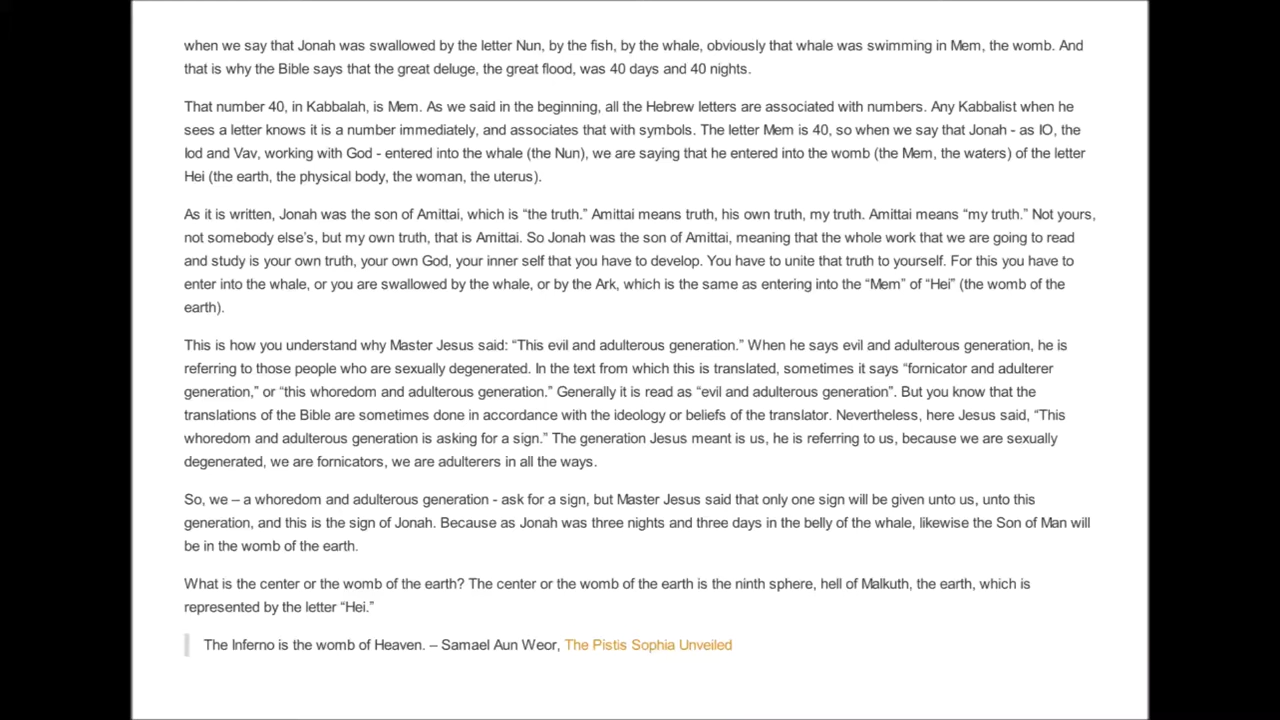 when we say that Jonah was swallowed by the letter Nun, by the fish, by the whale, obviously that whale was swimming in Mem, the womb. And
that is why the Bible says that the great deluge, the great flood, was 40 days and 40 nights.
That number 40, in Kabbalah, is Mem. As we said in the beginning, all the Hebrew letters are associated with numbers. Any Kabbalist when he
sees a letter knows it is a number immediately, and associates that with symbols. The letter Mem is 40, so when we say that Jonah - as IO, the
Iod and Vav, working with God - entered into the whale (the Nun), we are saying that he entered into the womb (the Mem, the waters) of the letter
Hei (the earth, the physical body, the woman, the uterus).
As it is written, Jonah was the son of Amittai, which is “the truth.” Amittai means truth, his own truth, my truth. Amittai means “my truth.” Not yours,
not somebody else’s, but my own truth, that is Amittai. So Jonah was the son of Amittai, meaning that the whole work that we are going to read
and study is your own truth, your own God, your inner self that you have to develop. You have to unite that truth to yourself. For this you have to
enter into the whale, or you are swallowed by the whale, or by the Ark, which is the same as entering into the “Mem” of “Hei” (the womb of the
earth).
This is how you understand why Master Jesus said: “This evil and adulterous generation.” When he says evil and adulterous generation, he is
referring to those people who are sexually degenerated. In the text from which this is translated, sometimes it says “fornicator and adulterer
generation,” or “this whoredom and adulterous generation.” Generally it is read as “evil and adulterous generation”. But you know that the
translations of the Bible are sometimes done in accordance with the ideology or beliefs of the translator. Nevertheless, here Jesus said, “This
whoredom and adulterous generation is asking for a sign.” The generation Jesus meant is us, he is referring to us, because we are sexually
degenerated, we are fornicators, we are adulterers in all the ways.
So, we – a whoredom and adulterous generation - ask for a sign, but Master Jesus said that only one sign will be given unto us, unto this
generation, and this is the sign of Jonah. Because as Jonah was three nights and three days in the belly of the whale, likewise the Son of Man will
be in the womb of the earth.
What is the center or the womb of the earth? The center or the womb of the earth is the ninth sphere, hell of Malkuth, the earth, which is
represented by the letter “Hei.”
The Inferno is the womb of Heaven. – Samael Aun Weor, The Pistis Sophia Unveiled